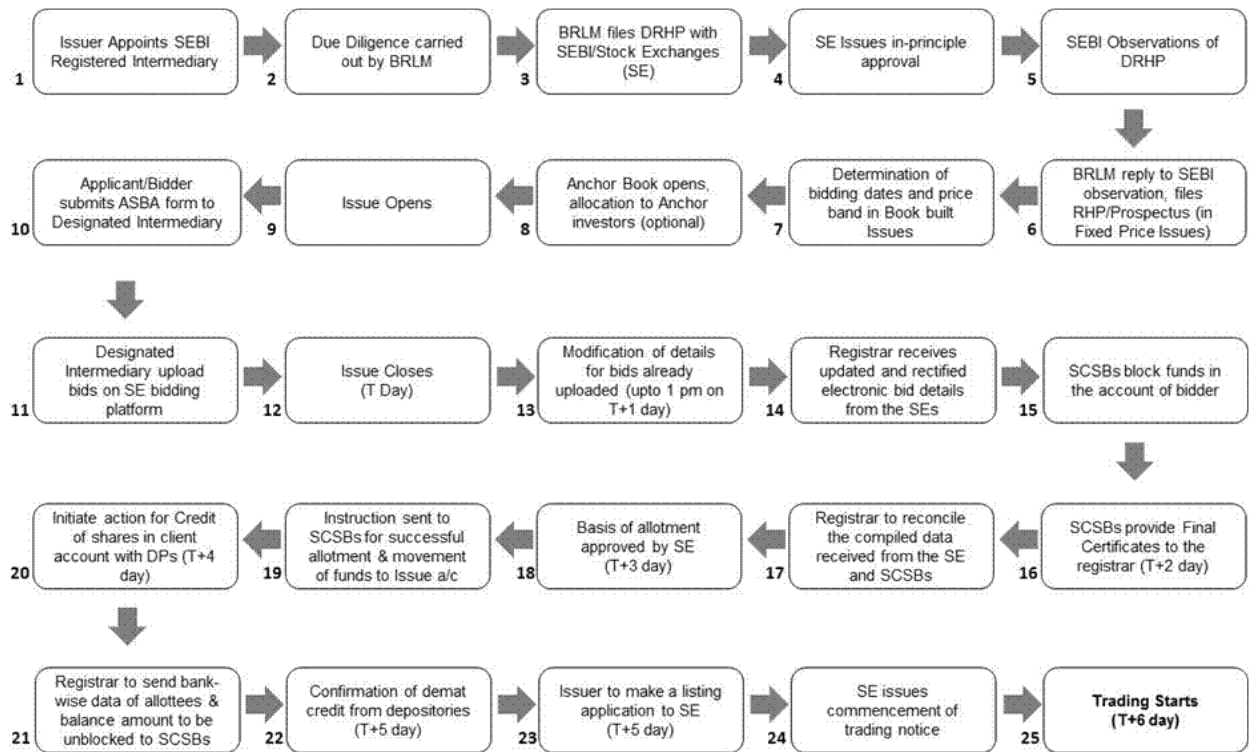 Issuer Appoints SEBI
Registered Intermediary
1
Due Diligence carried
out by BRLM
2
BRLM files DRHP with
SEBI/Stock Exchanges
(SE)
3
SE Issues in-principle
approval
4
SEBI Observations of
DRHP
5
BRLM reply to SEBI
observation, files
RHP/Prospectus (in
Fixed Price Issues)
6
Determination of
bidding dates and price
band in Book built
Issues
7
Anchor Book opens,
allocation to Anchor
investors (optional)
8
Issue Opens
9
Applicant/Bidder
submits ASBA form to
Designated Intermediary
10
Designated
Intermediary upload
bids on SE bidding
platform
11
Issue Closes
(T Day)
12
Modification of details
for bids already
uploaded (upto 1 pm on
T+1 day)
13
Registrar receives
updated and rectified
electronic bid details
from the SEs
14
SCSBs block funds in
the account of bidder
15
SCSBs provide Final
Certificates to the
registrar (T+2 day)
16
Registrar to reconcile
the compiled data
received from the SE
and SCSBs
17
Basis of allotment
approved by SE
(T+3 day)
18
Instruction sent to
SCSBs for successful
allotment & movement
of funds to Issue a/c
19
Initiate action for Credit
of shares in client
account with DPs (T+4
day)
20
Registrar to send bank-
wise data of allottees &
balance amount to be
unblocked to SCSBs
21
Confirmation of demat
credit from depositories
(T+5 day)
22
Issuer to make a listing
application to SE
(T+5 day)
23
SE issues
commencement of
trading notice
24
Trading Starts
(T+6 day)
25